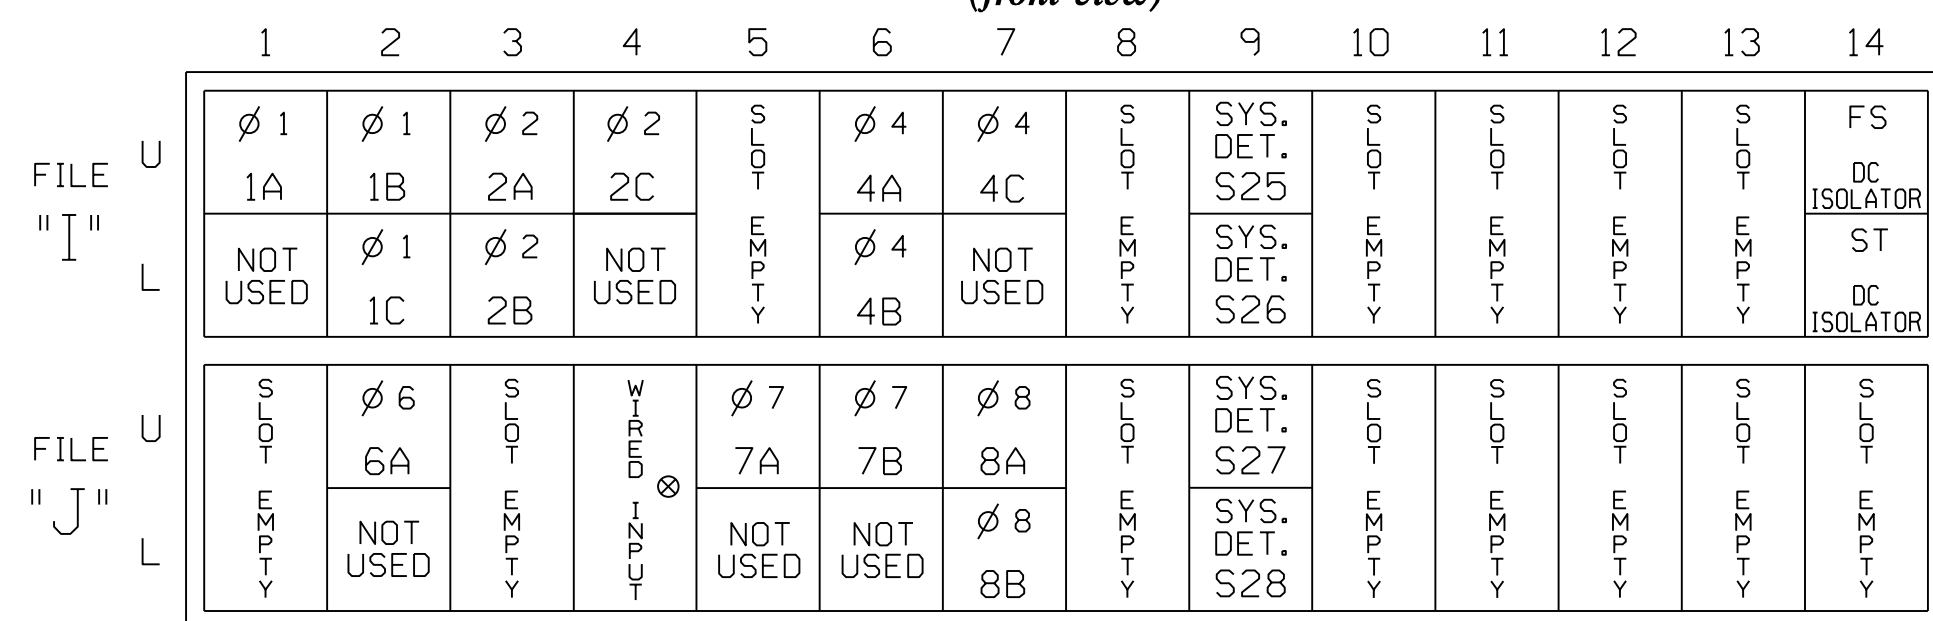 (front view)
1 2 3 4 5 6 7 8 9 10 11 12 13 14
FILE
"I"
U
L
Ø 1
1A
NOT
USED
Ø 1
1B
Ø 1
1C
Ø 2
2A
Ø 2
2B
Ø 2
2C
NOT
USED
SLOT EMPTY
Ø 4
4A
Ø 4
4B
Ø 4
4C
NOT
USED
SLOT EMPTY
SYS.
DET.
S25
SYS.
DET.
S26
SLOT EMPTY
SLOT EMPTY
SLOT EMPTY
SLOT EMPTY
FS
DC
ISOLATOR
ST
DC
ISOLATOR
FILE
"J"
U
L
SLOT EMPTY
Ø 6
6A
NOT
USED
SLOT EMPTY
WIRED INPUT
Ø 7
7A
NOT
USED
Ø 7
7B
NOT
USED
Ø 8
8A
Ø 8
8B
SLOT EMPTY
SYS.
DET.
S27
SYS.
DET.
S28
SLOT EMPTY
SLOT EMPTY
SLOT EMPTY
SLOT EMPTY
SLOT EMPTY